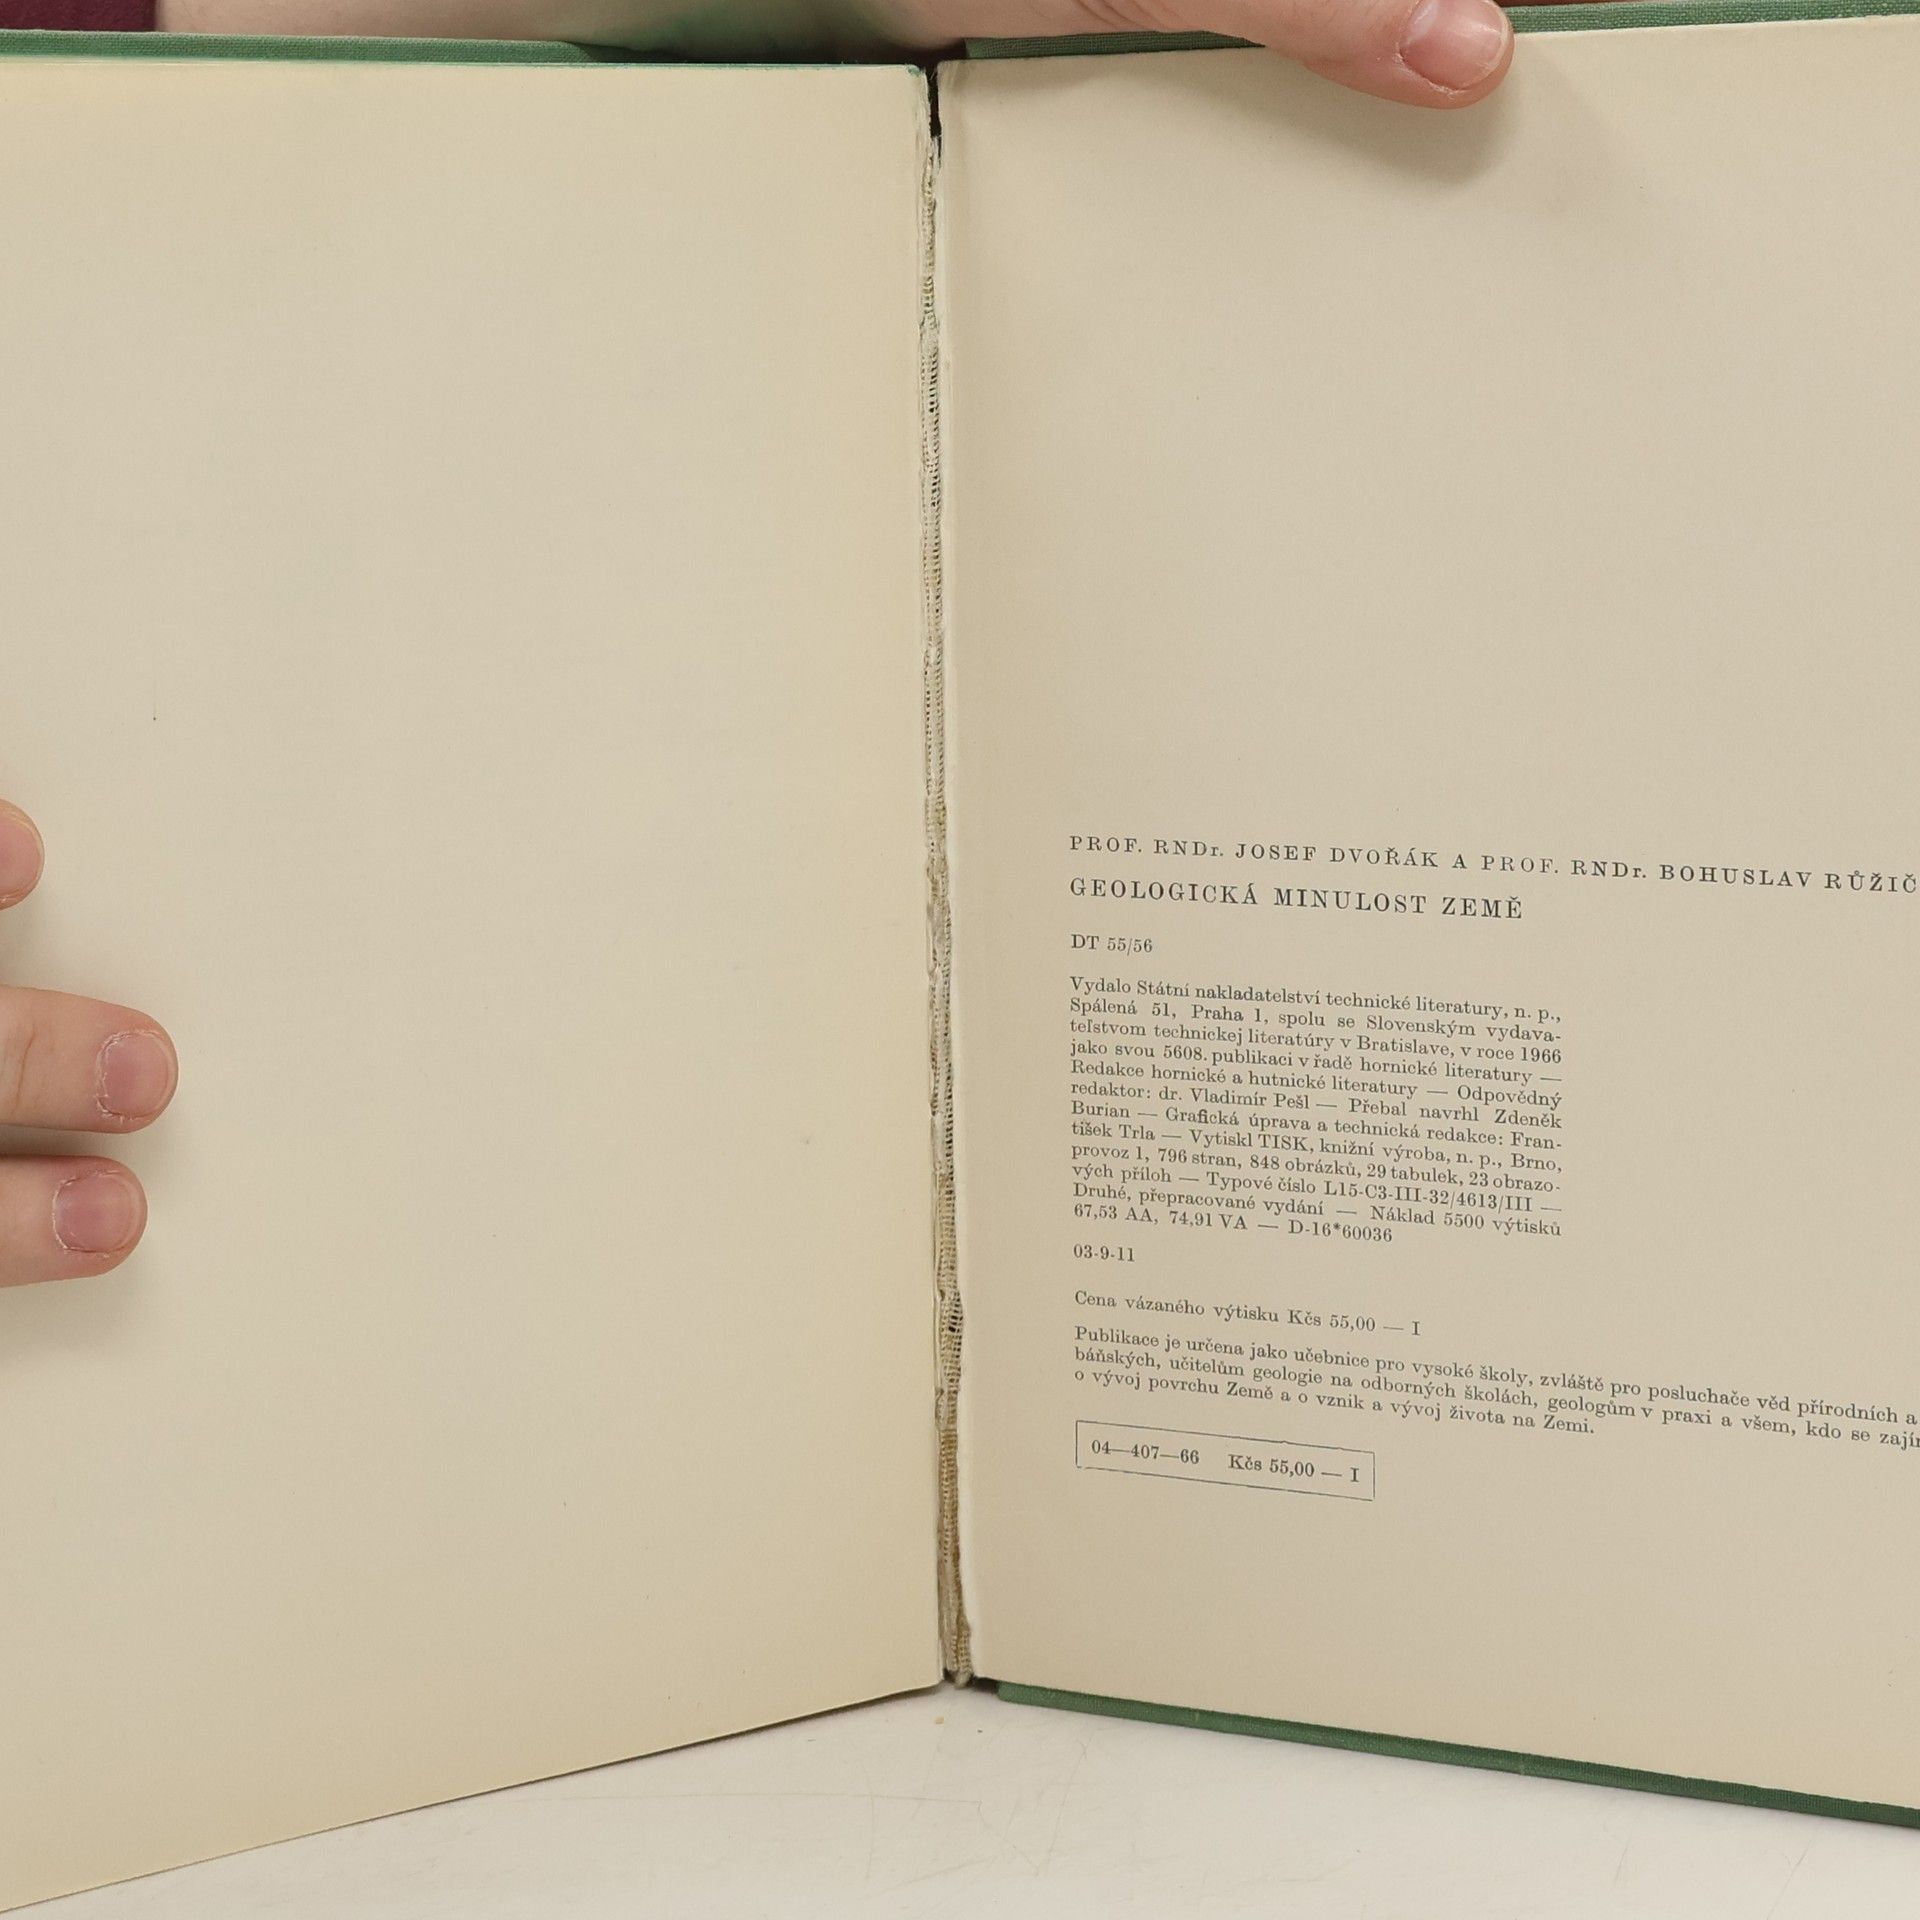 PROF. RNDr. JOSEF DVOŘÁK A PROF. RNDr. BOHUSLAV
GEOLOGICKÁ MINULOST ZEMĚ
DT 55/56
Vydalo Státní nakladatelství technické literatury, n. p.,
Spálená 51, Praha 1, spolu se Slovenským vydava-
teľstvom technickej literatúry v Bratislave, v roce 1966
jako svou 5608. publikaci v řadě hornické literatury —
Redakce hornické a hutnické literatury — Odpovědný
redaktor: dr. Vladimír Pešl — Přebal navrhl Zdeněk
Burian — Grafická úprava a technická redakce: Fran-
tišek Trla — Vytiskl TISK, knižní výroba, n. p., Brno,
provoz 1, 796 stran, 848 obrázků, 29 tabulek, 23 obrazo-
vých příloh — Typové číslo L15-C3-III-32/4613/III —
Druhé, přepracované vydání — Náklad 5500 výtisků
67,53 AA, 74,91 VA — D-16*60036
03-9-11
Cena vázaného výtisku Kčs 55,00 — I
Publikace je určena jako učebnice pro vysoké školy, zvláště pro posluchače věd přírodních a
báňských, učitelům geologie na odborných školách, geologům v praxi a všem, kdo se
o vývoj povrchu Země a o vznik a vývoj života na Zemi.
04—407—66 Kčs 55,00 — I